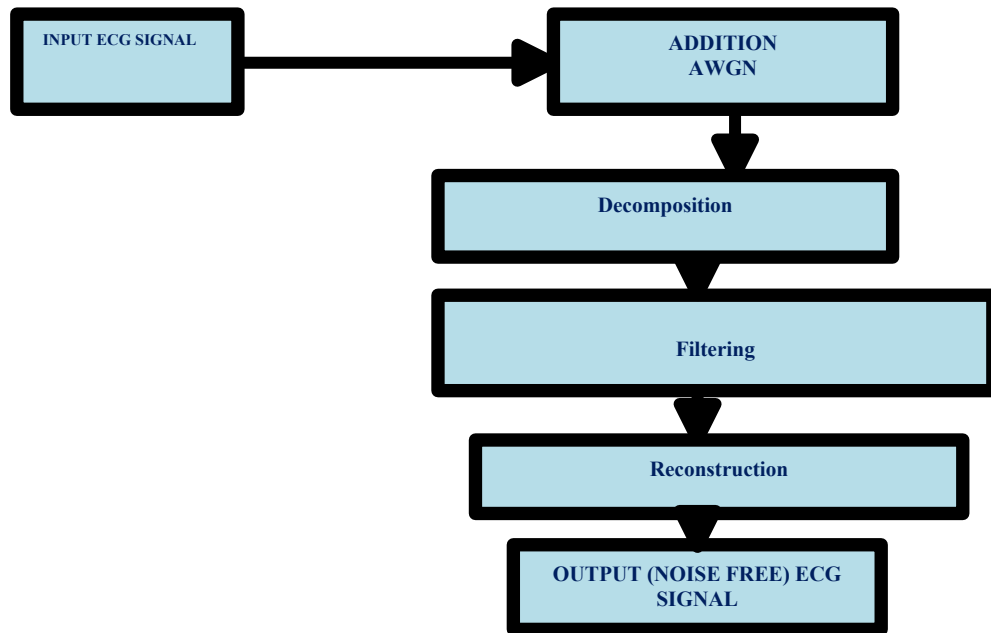 INPUT ECG SIGNAL
ADDITION
AWGN
Decomposition
Filtering
Reconstruction
OUTPUT (NOISE FREE) ECG
SIGNAL